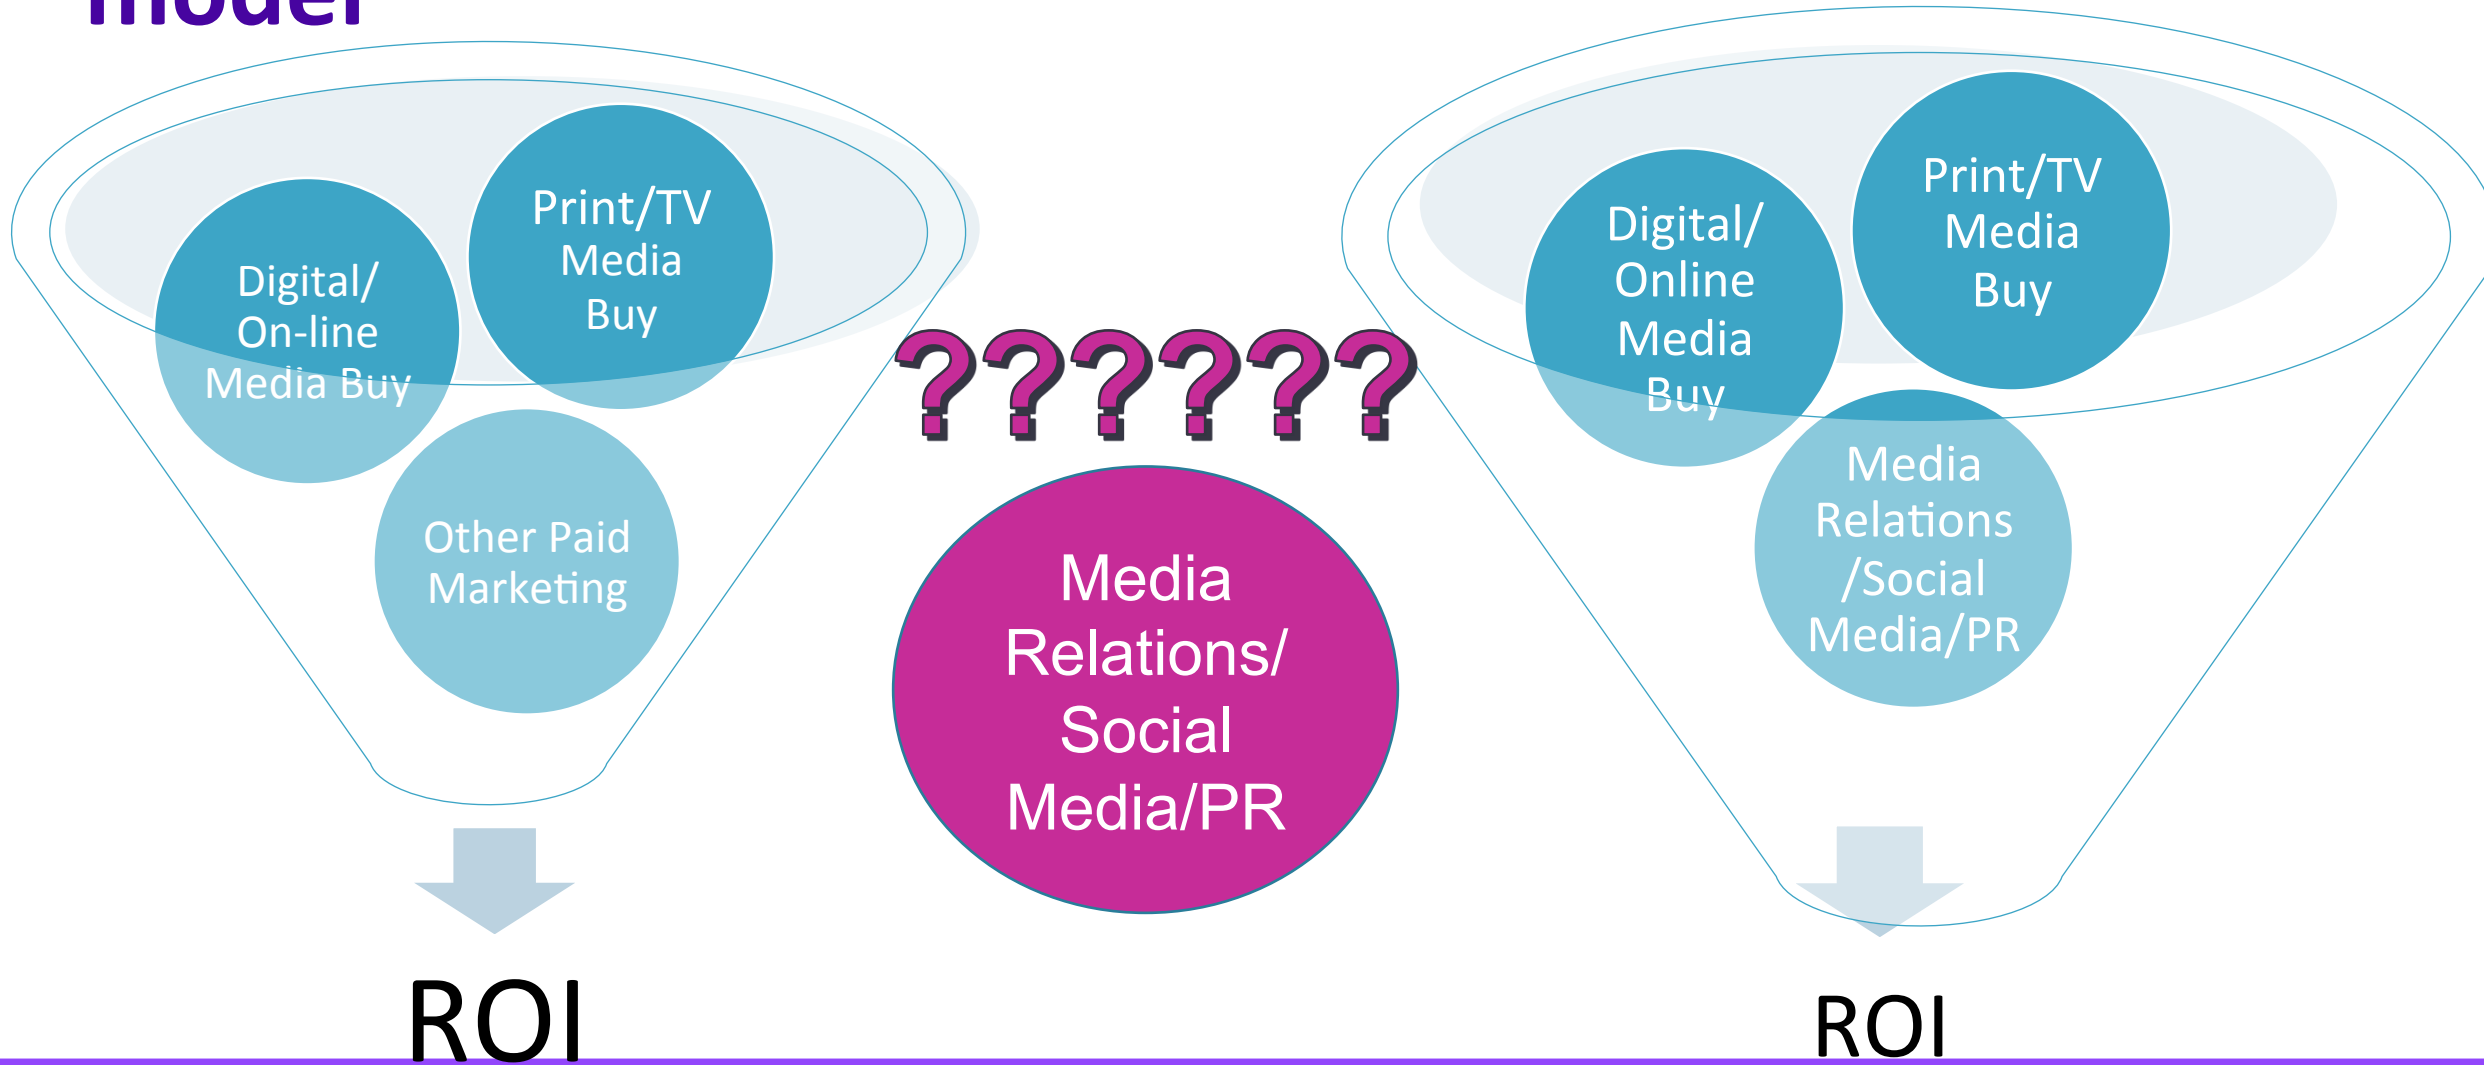 model
Digital/
On-line
Media Buy
Print/TV
Media
Buy
Other Paid
Marketing
ROI
??????
Media
Relations/
Social
Media/PR
Digital/
Online
Media
Buy
Print/TV
Media
Buy
Media
Relations
/Social
Media/PR
ROI